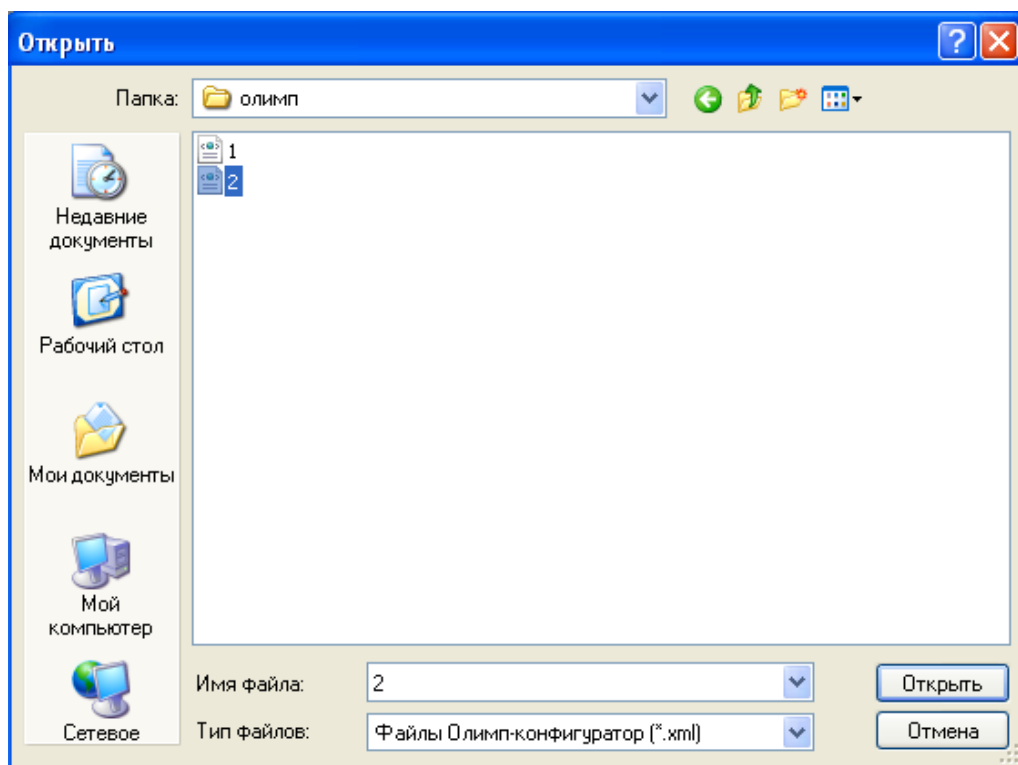 Открыть
Папка: олимп
1
2
Недавние
документы
Рабочий стол
Мои документы
Мой
компьютер
Сетевое
Имя файла: 2 Открыть
Тип файлов: Файлы Олимп-конфигуратор (*.xml) Отмена